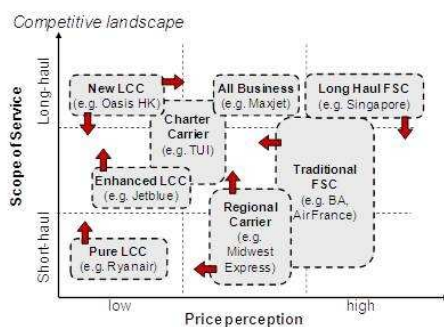 Competitive landscape
Long-haul
Short-haul
Scope of Service
New LCC
(e.g. Oasis HK)
All Business
(e.g. Maxjet)
Long Haul FSC
(e.g. Singapore)
Charter
Carrier
(e.g. TUI)
Enhanced LCC
(e.g. Jetblue)
Traditional
FSC
(e.g. BA,
Air France)
Regional
Carrier
(e.g.
Midwest
Express)
Pure LCC
(e.g. Ryanair)
low
high
Price perception